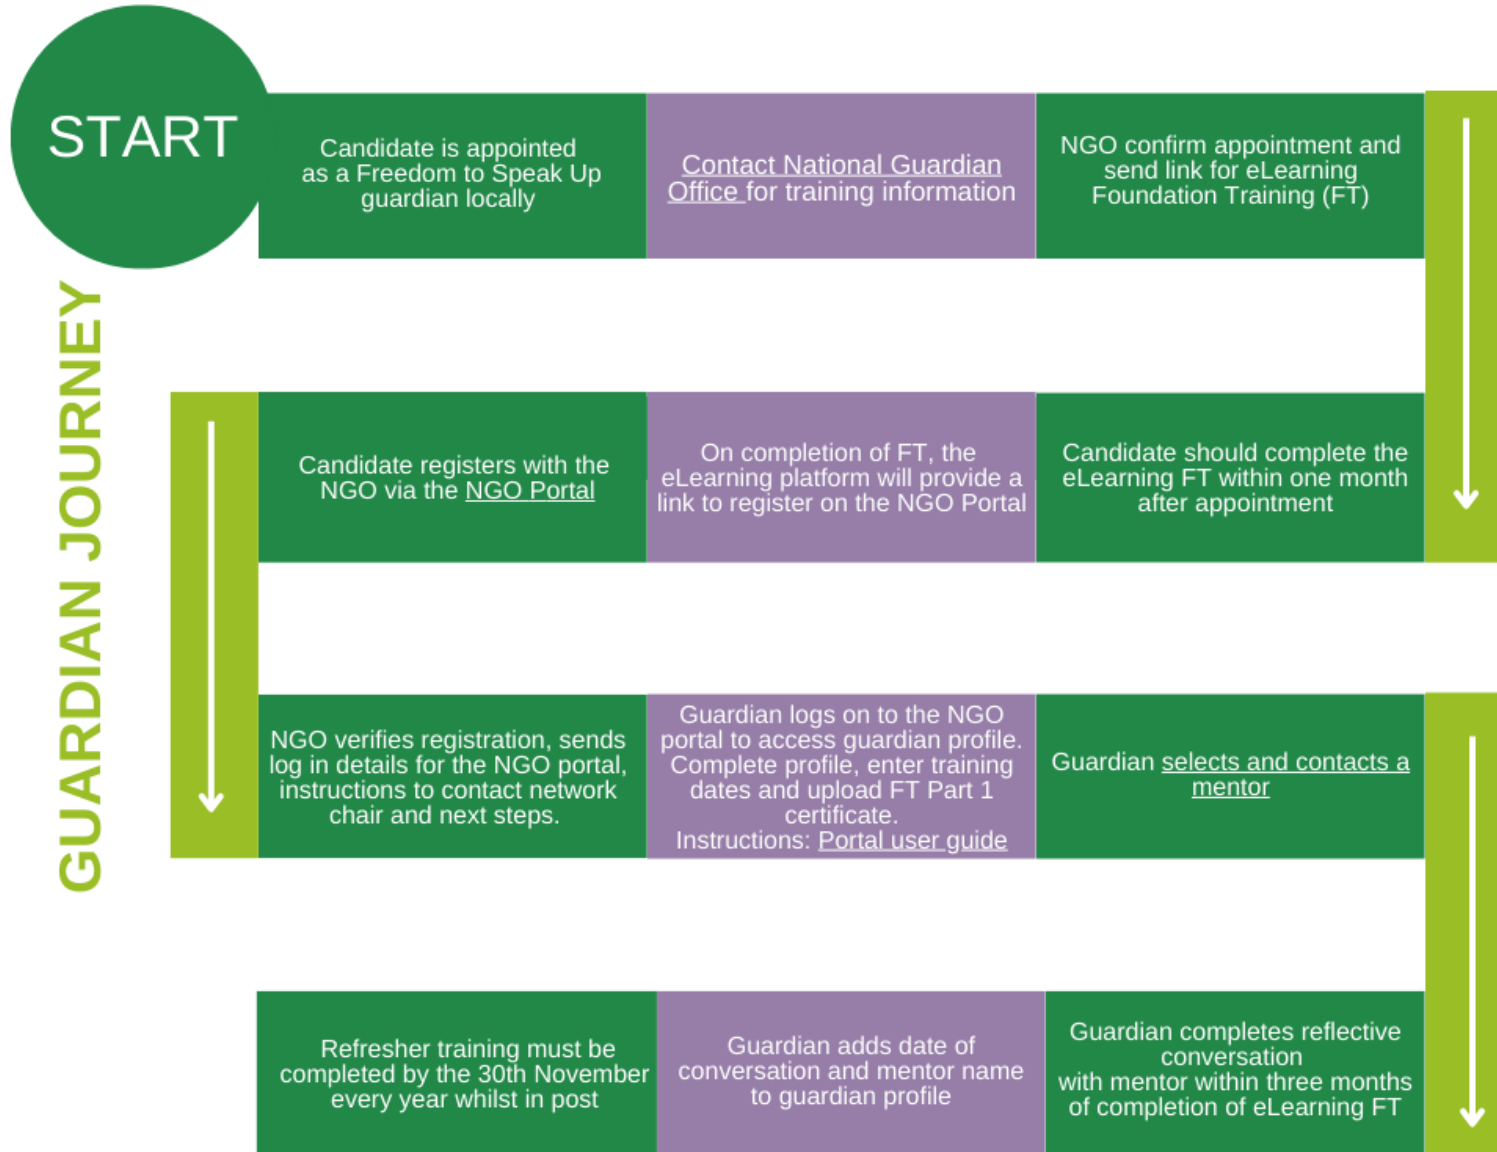 START
Candidate is appointed
as a Freedom to Speak Up
guardian locally
Contact National Guardian
Office for training information
NGO confirm appointment and
send link for eLearning
Foundation Training (FT)
GUARDIAN JOURNEY
Candidate should complete the
eLearning FT within one month
after appointment
On completion of FT, the
eLearning platform will provide a
link to register on the NGO Portal
Candidate registers with the
NGO via the NGO Portal
NGO verifies registration, sends
log in details for the NGO portal,
instructions to contact network
chair and next steps.
Guardian logs on to the NGO
portal to access guardian profile.
Complete profile, enter training
dates and upload FT Part 1
certificate.
Instructions: Portal user guide
Guardian selects and contacts a
mentor
Guardian completes reflective
conversation
with mentor within three months
of completion of eLearning FT
Guardian adds date of
conversation and mentor name
to guardian profile
Refresher training must be
completed by the 30th November
every year whilst in post